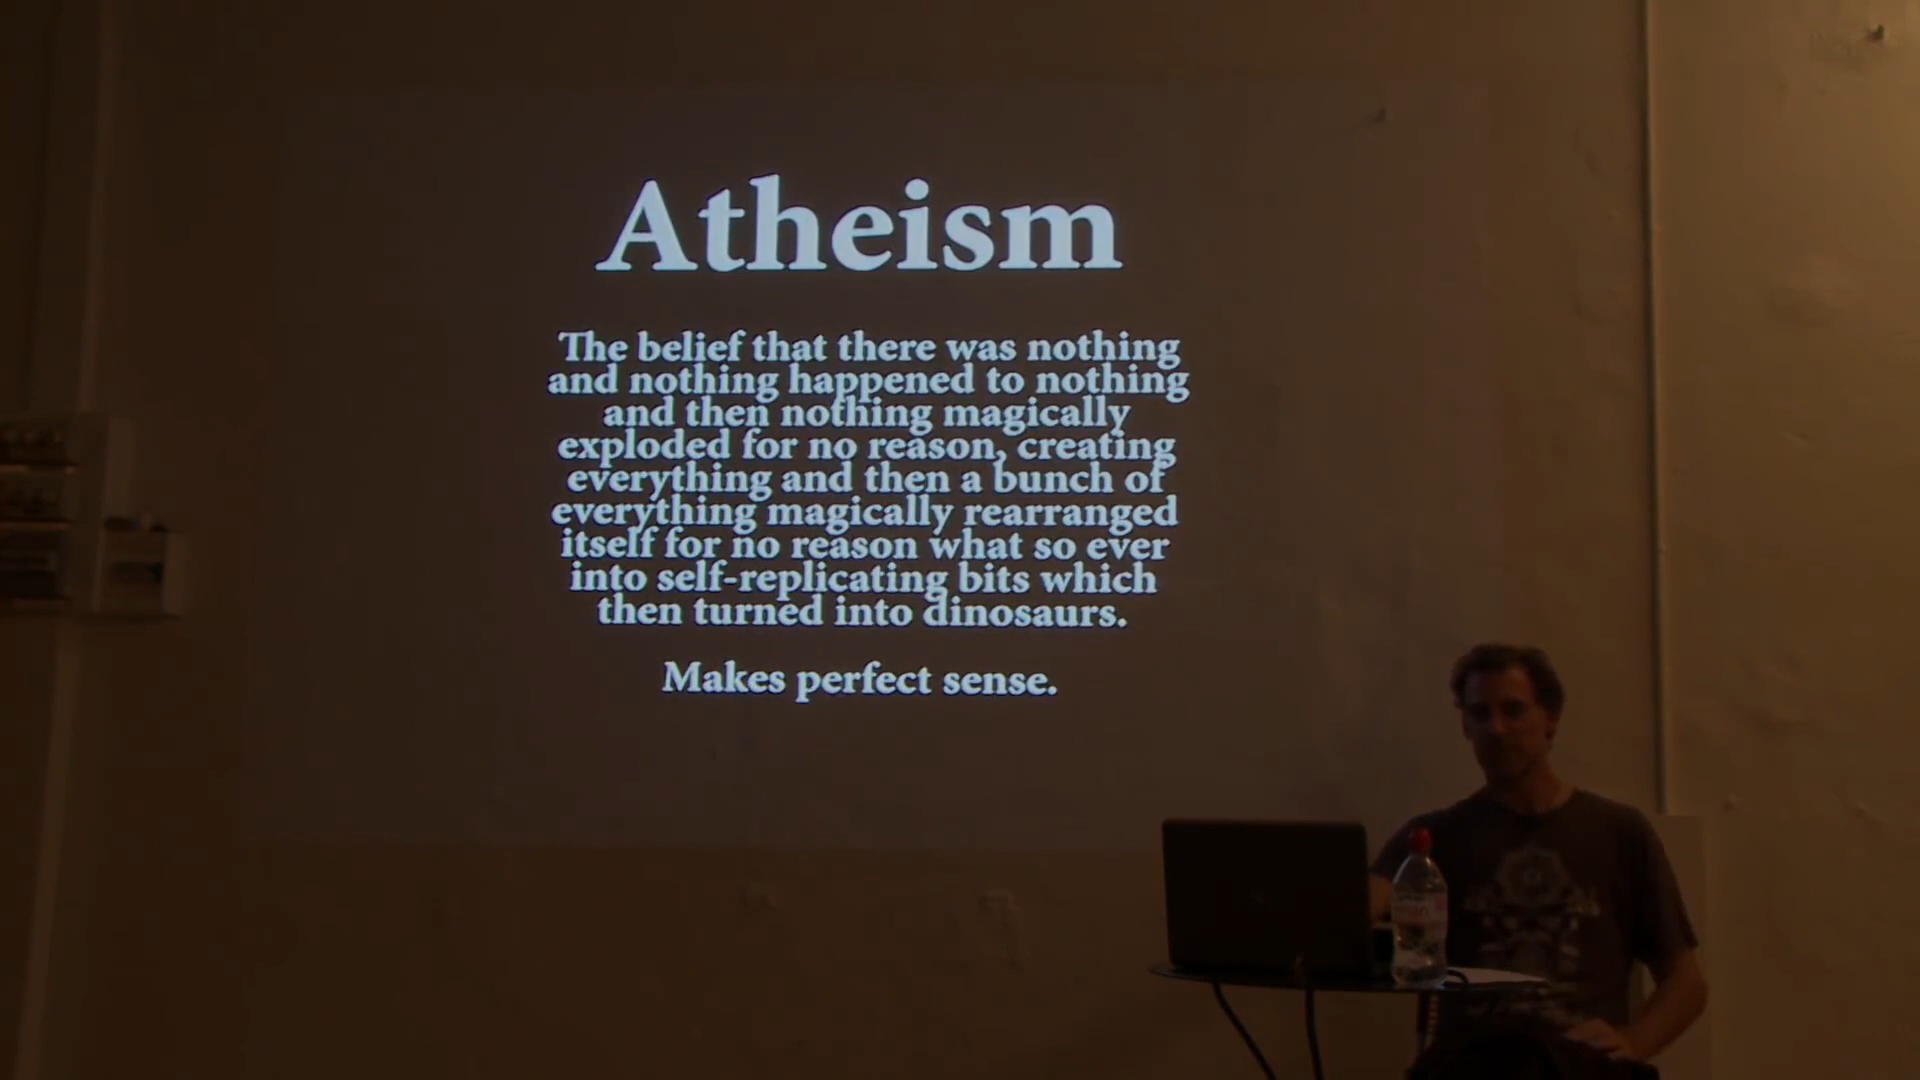 Atheism
The belief that there was nothing
and nothing happened to nothing
and then nothing magically
exploded for no reason, creating
everything and then a bunch of
everything magically rearranged
itself for no reason what so ever
into self-replicating bits which
then turned into dinosaurs.
Makes perfect sense.